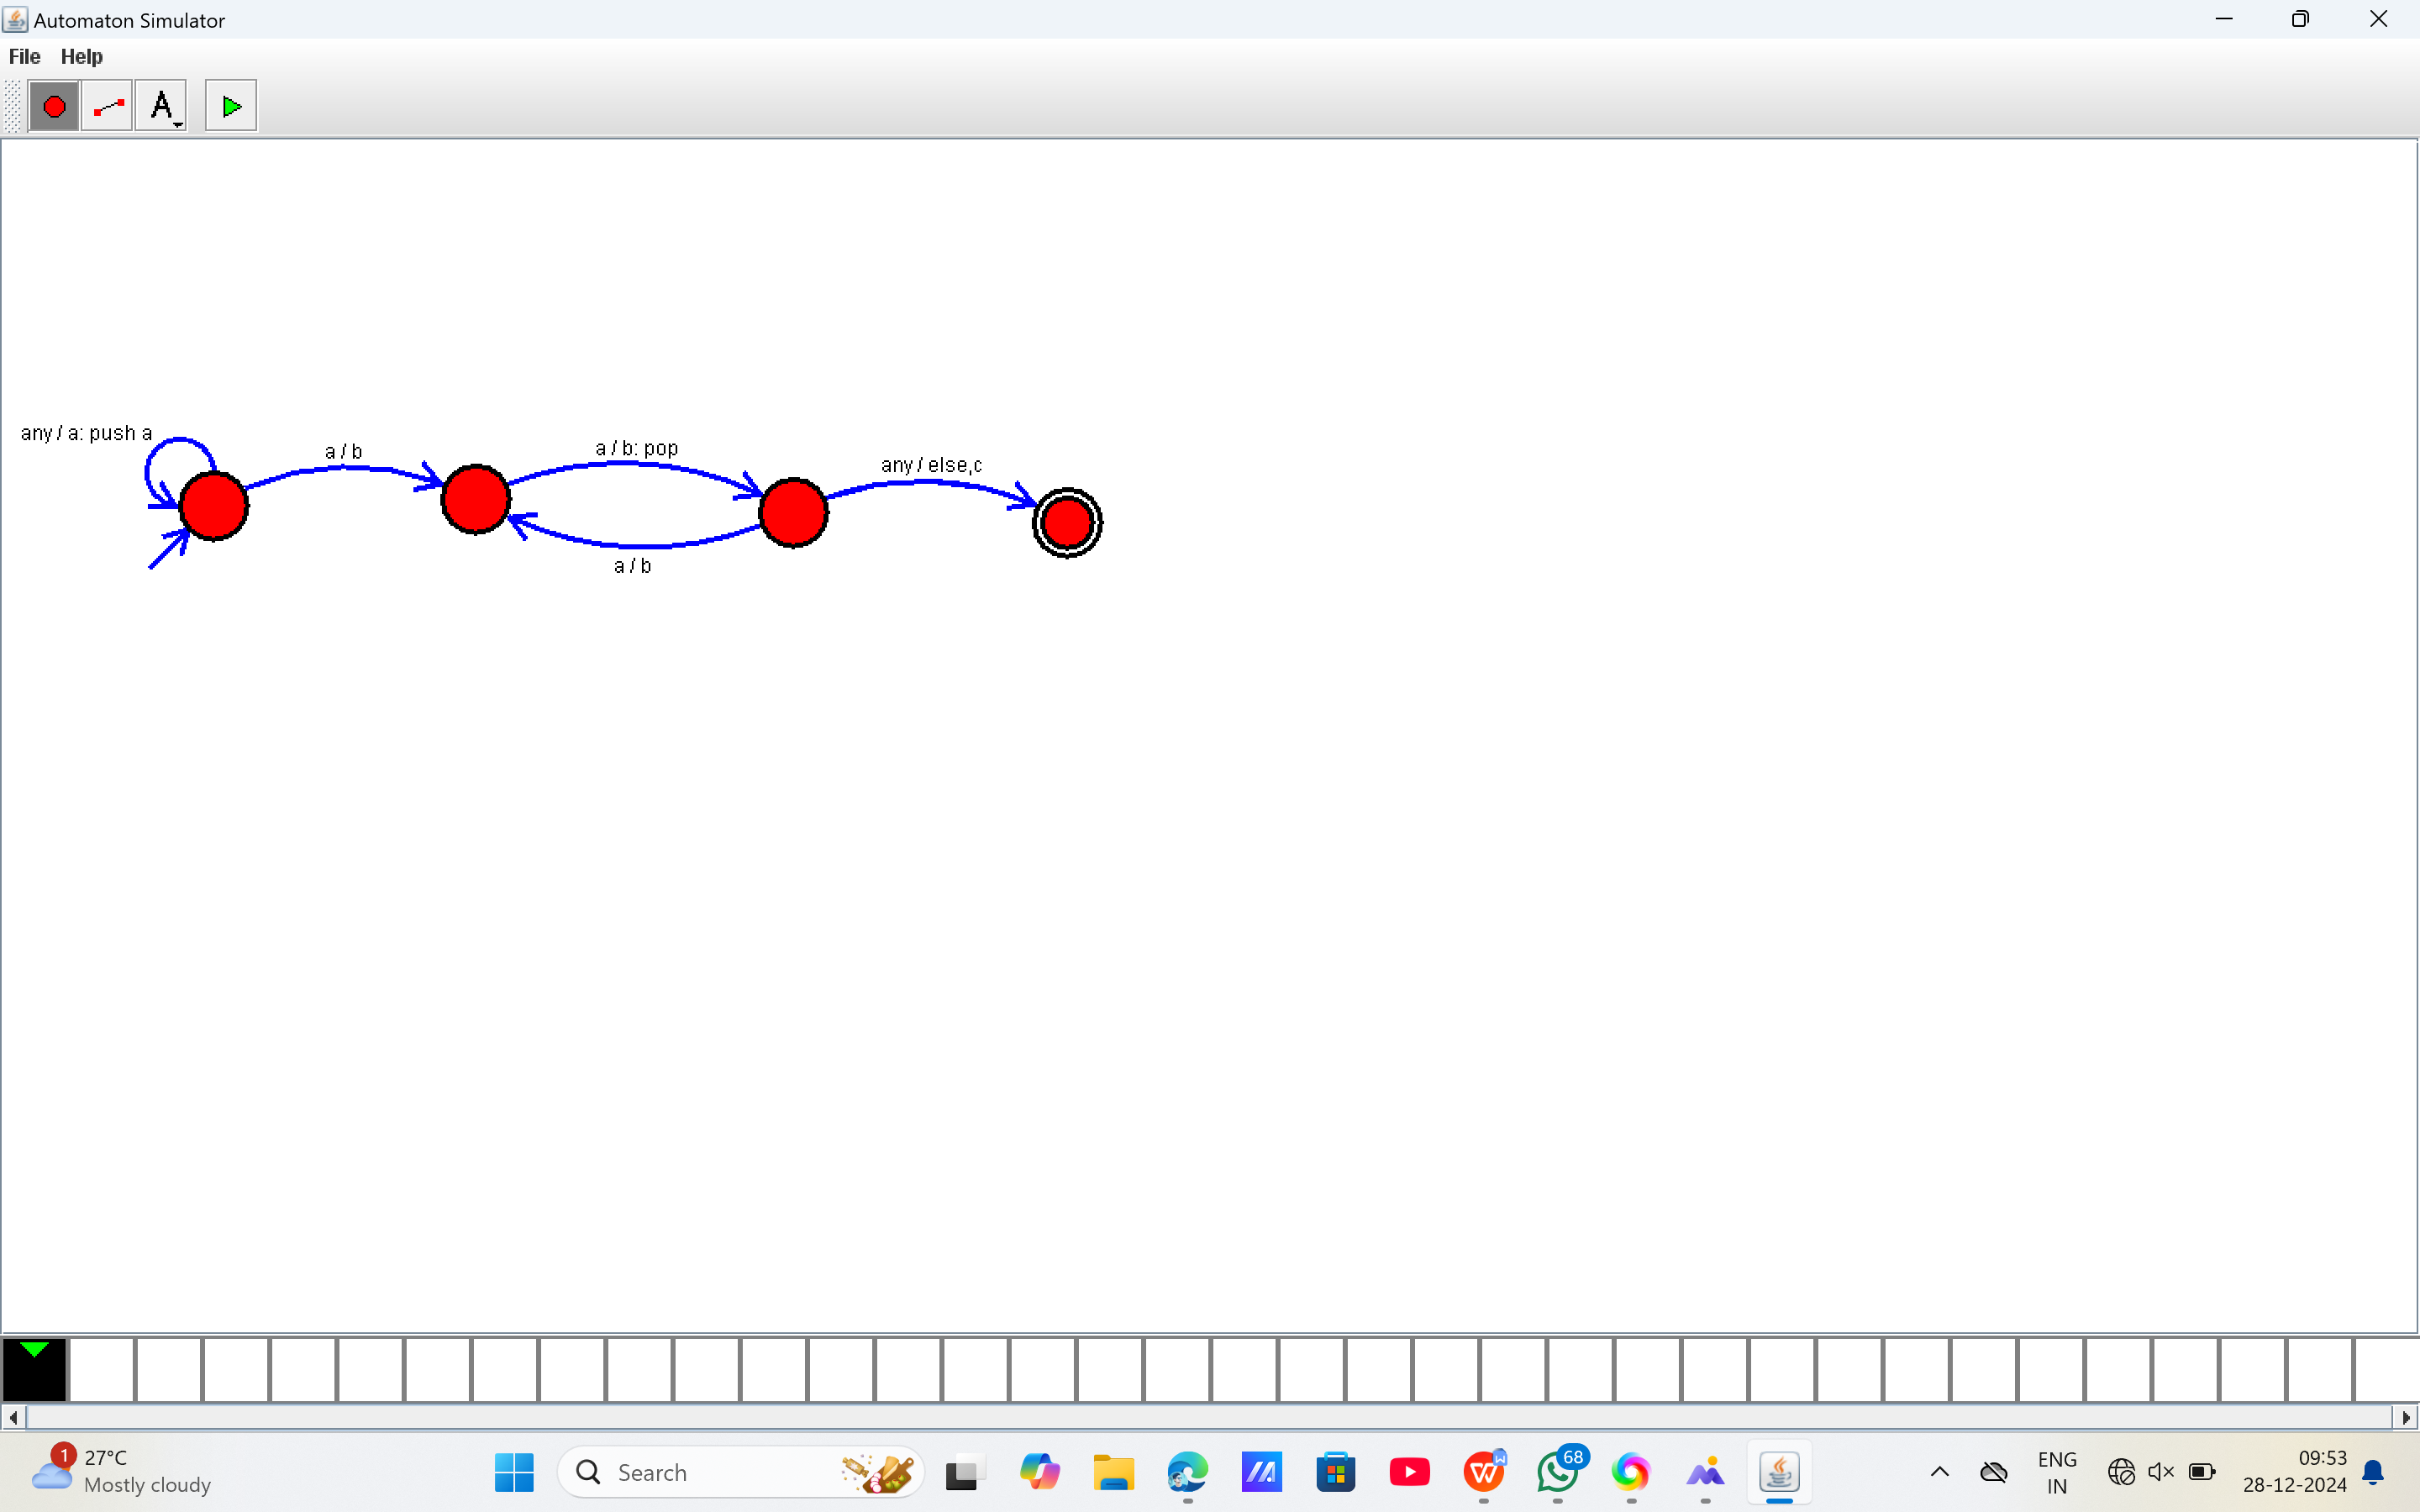 Automaton Simulator
File Help
A
any / a: push a
a / b
a / b: pop
any / else,c
a / b
1
27°C
Mostly cloudy
Search
68
ENG
IN
09:53
28-12-2024